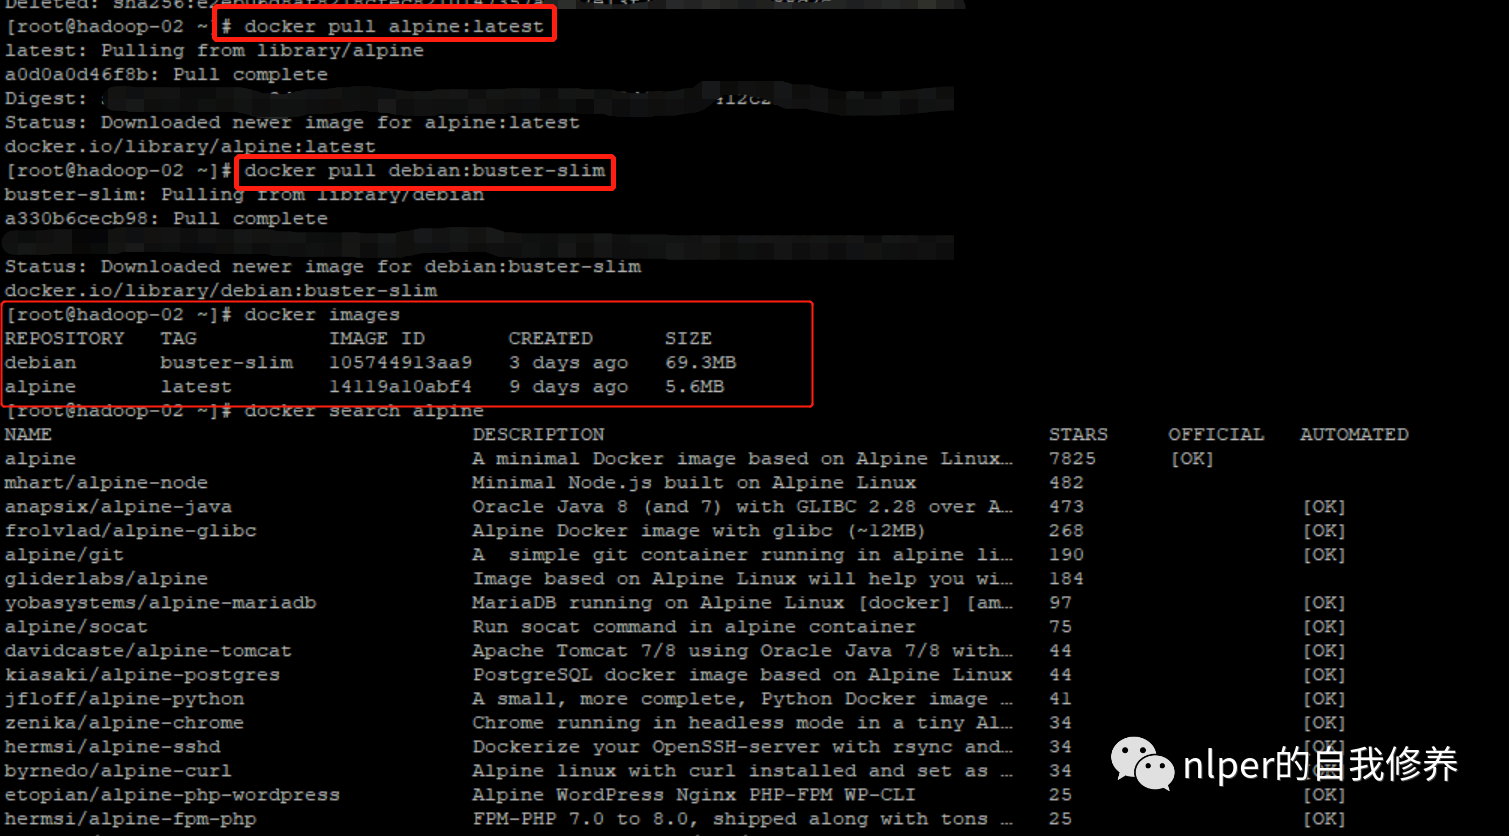 [root@hadoop-02 ~]# docker pull alpine:latest
latest: Pulling from library/alpine
a0d0a0d46f8b: Pull complete
Digest:
Status: Downloaded newer image for alpine:latest
docker.io/library/alpine:latest
[root@hadoop-02 ~]# docker pull debian:buster-slim
buster-slim: Pulling from library/debian
a330b6cecb98: Pull complete
Status: Downloaded newer image for debian:buster-slim
docker.io/library/debian:buster-slim
[root@hadoop-02 ~]# docker images
REPOSITORY TAG IMAGE ID CREATED SIZE
debian buster-slim 105744913aa9 3 days ago 69.3MB
alpine latest 14119a10abf4 9 days ago 5.6MB
[root@hadoop-02 ~]# docker search alpine
NAME DESCRIPTION STARS OFFICIAL AUTOMATED
alpine A minimal Docker image based on Alpine Linux… 7825 [OK]
mhart/alpine-node Minimal Node.js built on Alpine Linux 482
anapsix/alpine-java Oracle Java 8 (and 7) with GLIBC 2.28 over A… 473 [OK]
frolvlad/alpine-glibc Alpine Docker image with glibc (~12MB) 268 [OK]
alpine/git A  simple git container running in alpine li… 190 [OK]
gliderlabs/alpine Image based on Alpine Linux will help you wi… 184
yobasystems/alpine-mariadb MariaDB running on Alpine Linux [docker] [am… 97 [OK]
alpine/socat Run socat command in alpine container 75 [OK]
davidcaste/alpine-tomcat Apache Tomcat 7/8 using Oracle Java 7/8 with… 44 [OK]
kiasaki/alpine-postgres PostgreSQL docker image based on Alpine Linux 44 [OK]
jfloff/alpine-python A small, more complete, Python Docker image … 41 [OK]
zenika/alpine-chrome Chrome running in headless mode in a tiny Al… 34 [OK]
hermsi/alpine-sshd Dockerize your OpenSSH-server with rsync and… 34 [OK]
byrnedo/alpine-curl Alpine linux with curl installed and set as … 34 [OK]
etopian/alpine-php-wordpress Alpine WordPress Nginx PHP-FPM WP-CLI 25 [OK]
hermsi/alpine-fpm-php FPM-PHP 7.0 to 8.0, shipped along with tons … 25 [OK]
nlper的自我修养